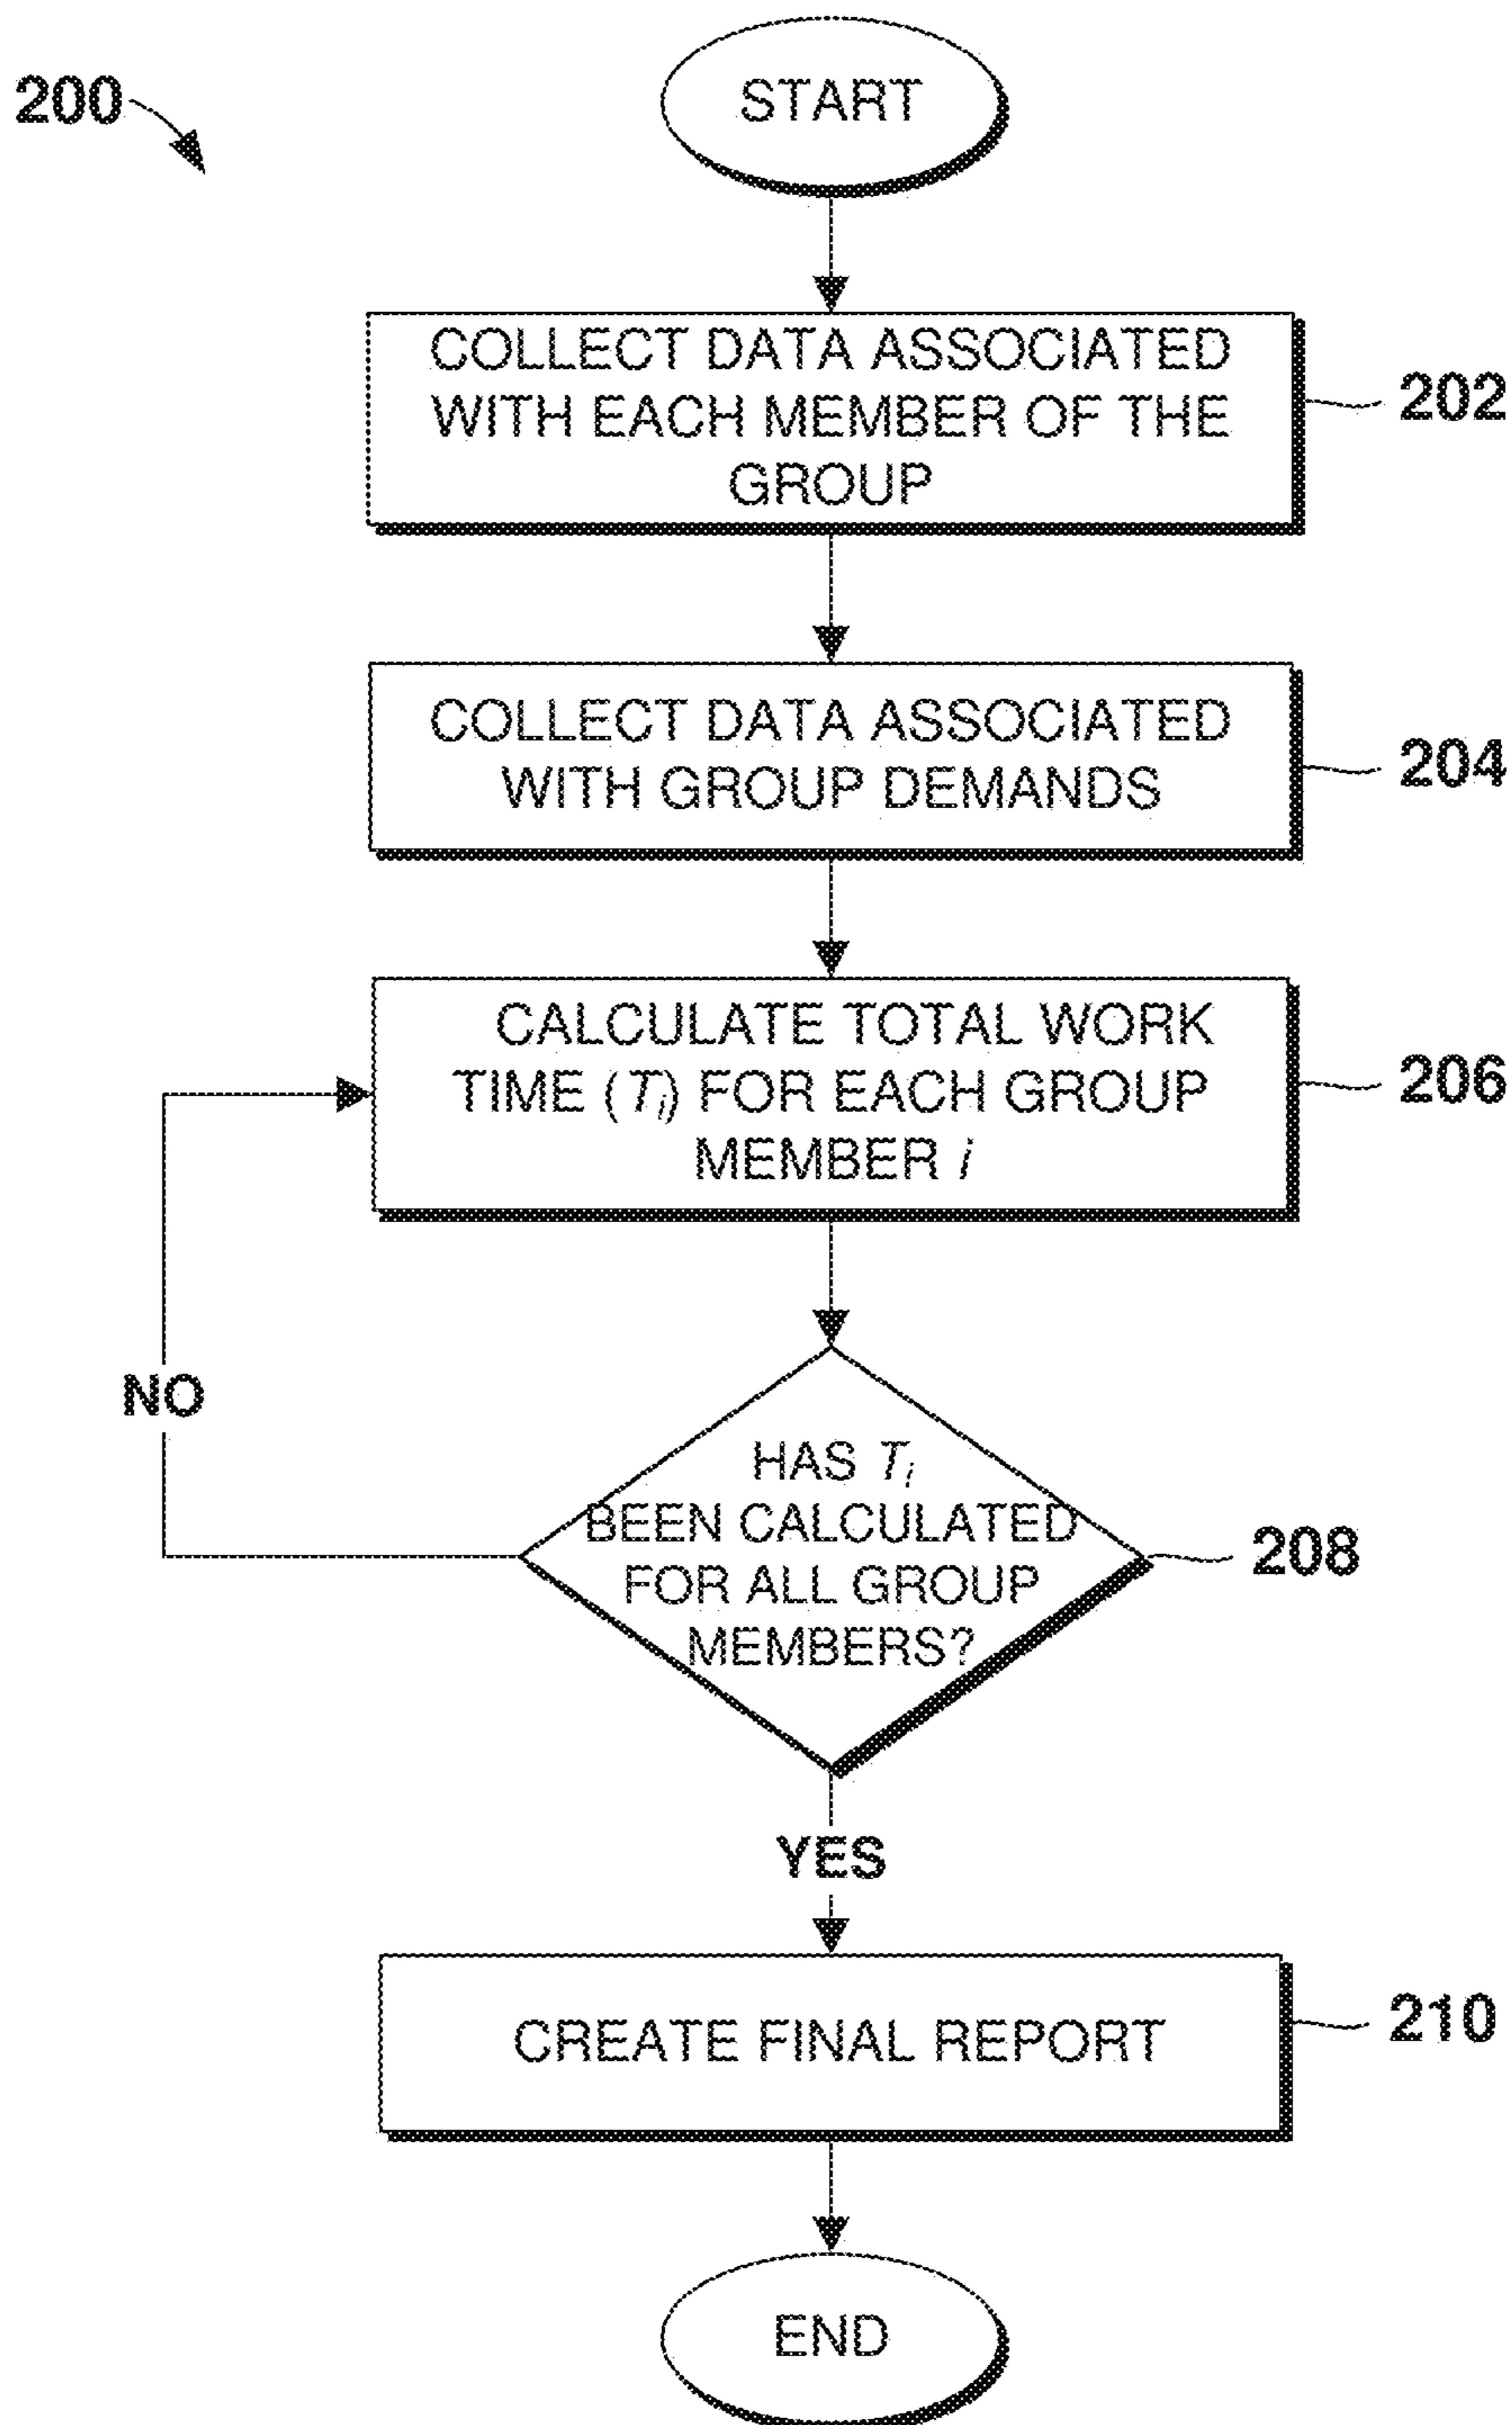 200
START
COLLECT DATA ASSOCIATED
WITH EACH MEMBER OF THE
GROUP
202
COLLECT DATA ASSOCIATED
WITH GROUP DEMANDS
204
CALCULATE TOTAL WORK
TIME (Ti) FOR EACH GROUP
MEMBER i
206
NO
HAS Ti
BEEN CALCULATED
FOR ALL GROUP
MEMBERS?
208
YES
CREATE FINAL REPORT
210
END